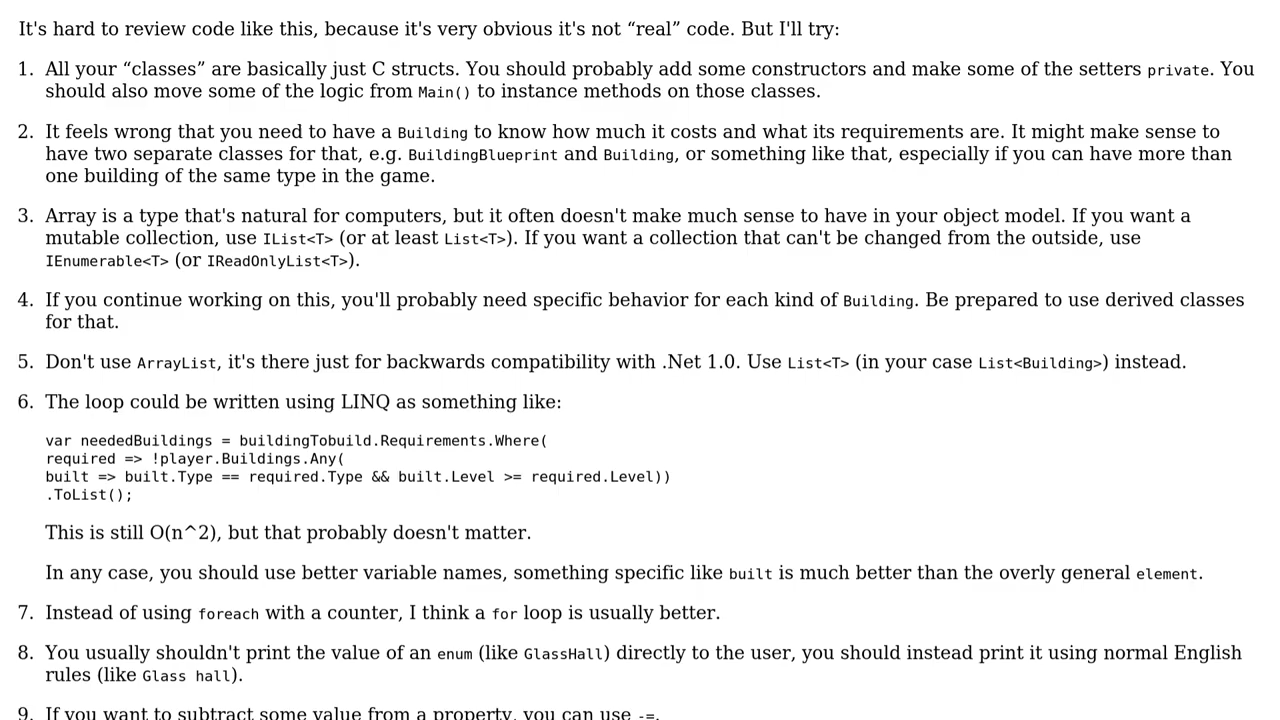 It's hard to review code like this, because it's very obvious it's not “real” code. But I'll try:
1. All your “classes” are basically just C structs. You should probably add some constructors and make some of the setters private. You
should also move some of the logic from Main() to instance methods on those classes.
2. It feels wrong that you need to have a Building to know how much it costs and what its requirements are. It might make sense to
have two separate classes for that, e.g. BuildingBlueprint and Building, or something like that, especially if you can have more than
one building of the same type in the game.
3. Array is a type that's natural for computers, but it often doesn't make much sense to have in your object model. If you want a
mutable collection, use IList<T> (or at least List<T>). If you want a collection that can't be changed from the outside, use
IEnumerable<T> (or IReadOnlyList<T>).
4. If you continue working on this, you'll probably need specific behavior for each kind of Building. Be prepared to use derived classes
for that.
5. Don't use ArrayList, it's there just for backwards compatibility with .Net 1.0. Use List<T> (in your case List<Building>) instead.
6. The loop could be written using LINQ as something like:
var neededBuildings = buildingTobuild.Requirements.Where(
required => !player.Buildings.Any(
built => built.Type == required.Type && built.Level >= required.Level))
.ToList();
This is still O(n^2), but that probably doesn't matter.
In any case, you should use better variable names, something specific like built is much better than the overly general element.
7. Instead of using foreach with a counter, I think a for loop is usually better.
8. You usually shouldn't print the value of an enum (like GlassHall) directly to the user, you should instead print it using normal English
rules (like Glass hall).
9. If you want to subtract some value from a property, you can use -=.